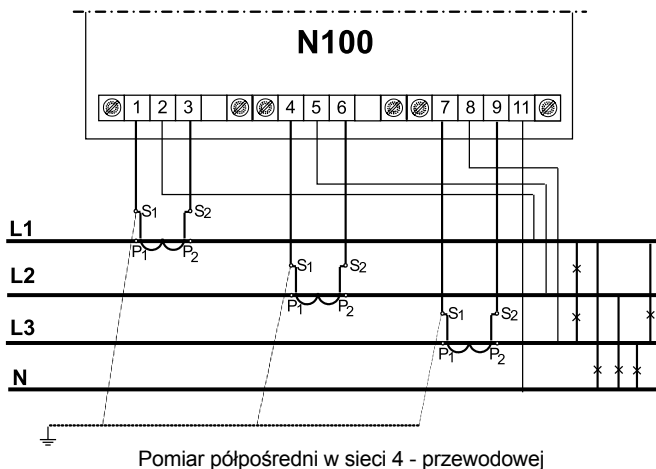 N100
1 2 3 4 5 6 7 8 9 11
S1 S2
L1
P1 P2
S1 S2
L2
P1 P2
S1 S2
L3
P1 P2
N
Pomiar półpośredni w sieci 4 - przewodowej